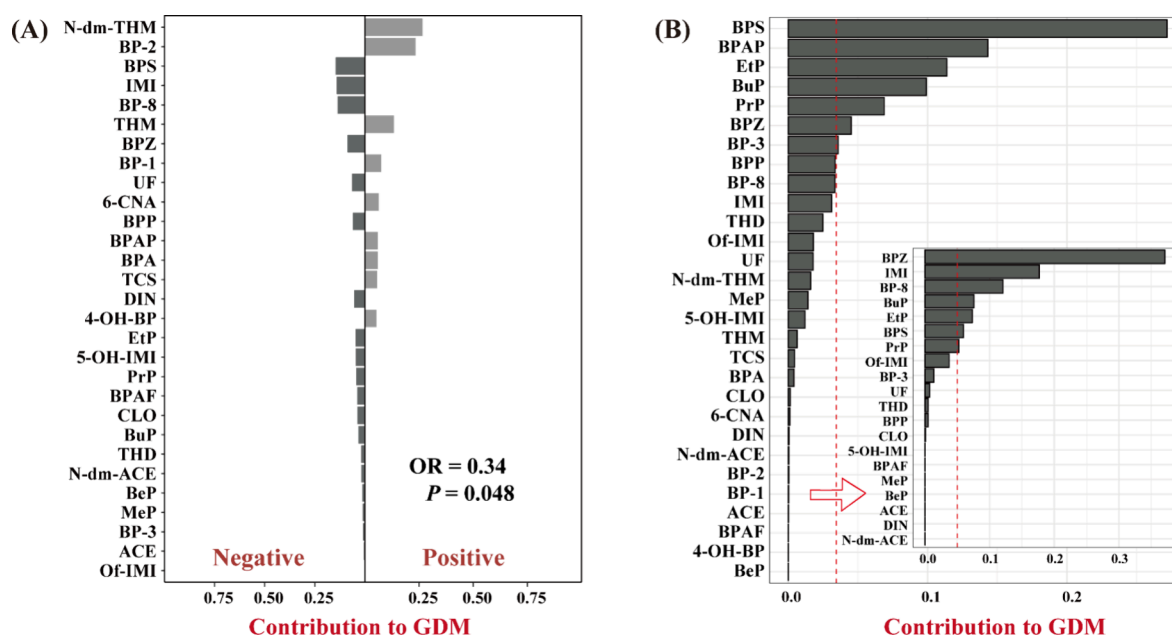 (A)
N-dm-THM
BP-2
BPS
IMI
BP-8
THM
BPZ
BP-1
UF
6-CNA
BPP
BPAP
BPA
TCS
DIN
4-OH-BP
EtP
5-OH-IMI
PrP
BPAF
CLO
BuP
THD
N-dm-ACE
BeP
MeP
BP-3
ACE
Of-IMI
OR = 0.34
P = 0.048
Negative
Positive
0.75 0.50 0.25 0.25 0.75
Contribution to GDM
(B)
BPS
BPAP
EtP
BuP
PrP
BPZ
BP-3
BPP
BP-8
IMI
THD
Of-IMI
UF
N-dm-THM
MeP
5-OH-IMI
THM
TCS
BPA
CLO
6-CNA
DIN
N-dm-ACE
BP-2
BP-1
ACE
BPAF
4-OH-BP
BeP
0.0 0.1 0.2
Contribution to GDM
BPZ
IMI
BP-8
BuP
EtP
BPS
PrP
Of-IMI
BP-3
UF
THD
BPP
CLO
5-OH-IMI
BPAF
MeP
BeP
ACE
DIN
N-dm-ACE
0.0 0.1 0.2 0.3